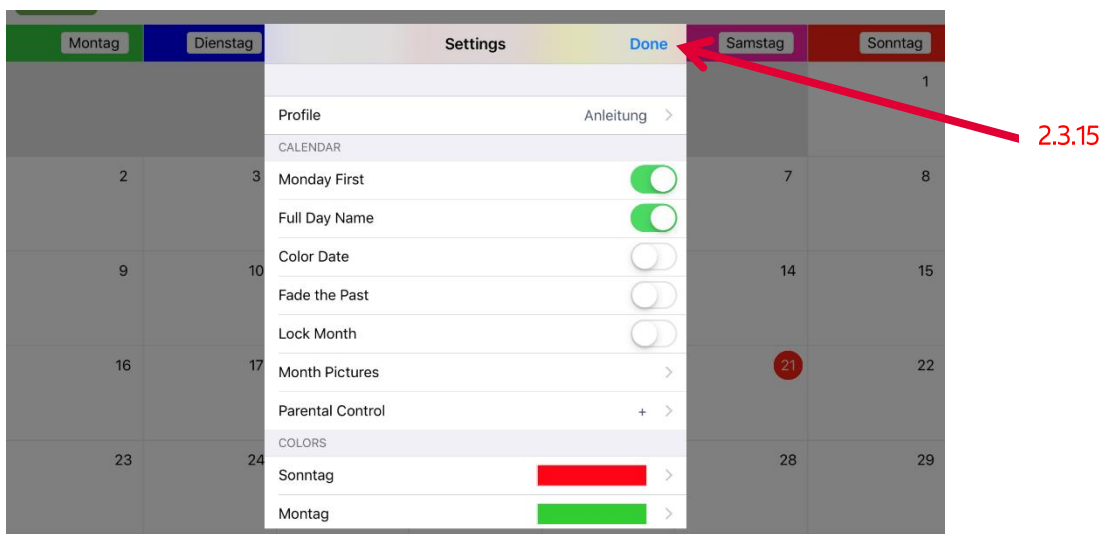 Montag Dienstag Settings Done Samstag Sonntag
1
Profile Anleitung
2.3.15
CALENDAR
2 3 Monday First 7 8
Full Day Name
Color Date
9 10 14 15
Fade the Past
Lock Month
16 17 Month Pictures 21 22
Parental Control +
COLORS
23 24 28 29
Sonntag
Montag